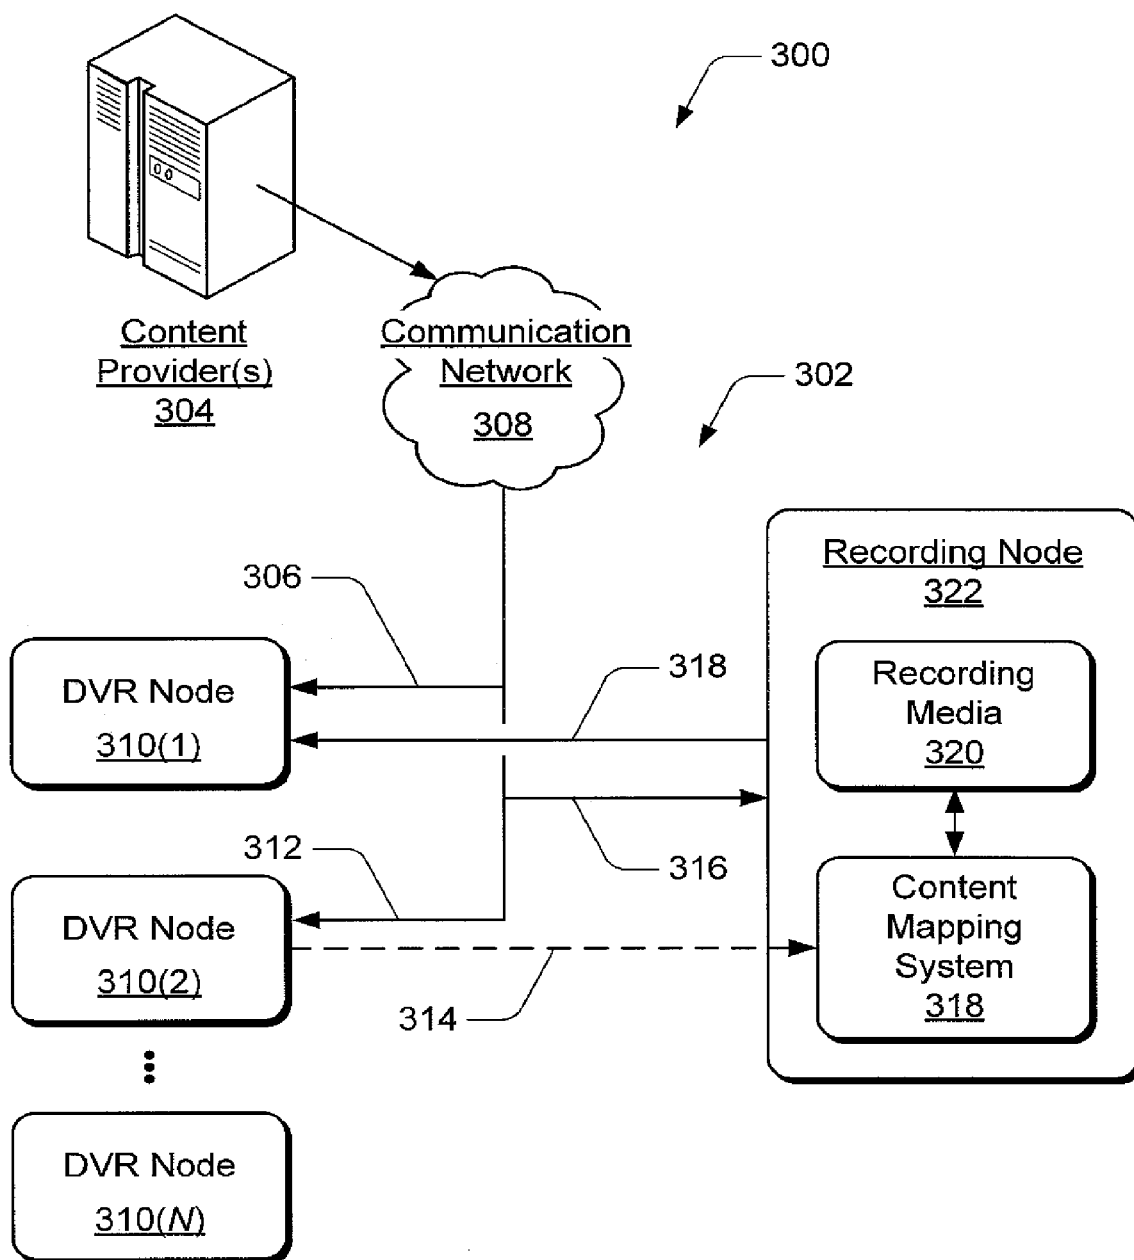 300
Content
Provider(s)
304
Communication
Network
308
302
Recording Node
322
306
DVR Node
310(1)
318
Recording
Media
320
312
316
DVR Node
310(2)
314
Content
Mapping
System
318
DVR Node
310(N)